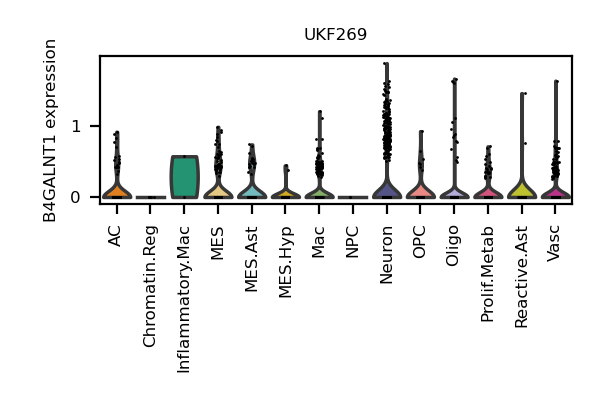 UKF269
B4GALNT1 expression
1
0
AC
Chromatin.Reg
Inflammatory.Mac
MES
MES.Ast
MES.Hyp
Mac
NPC
Neuron
OPC
Oligo
Prolif.Metab
Reactive.Ast
Vasc